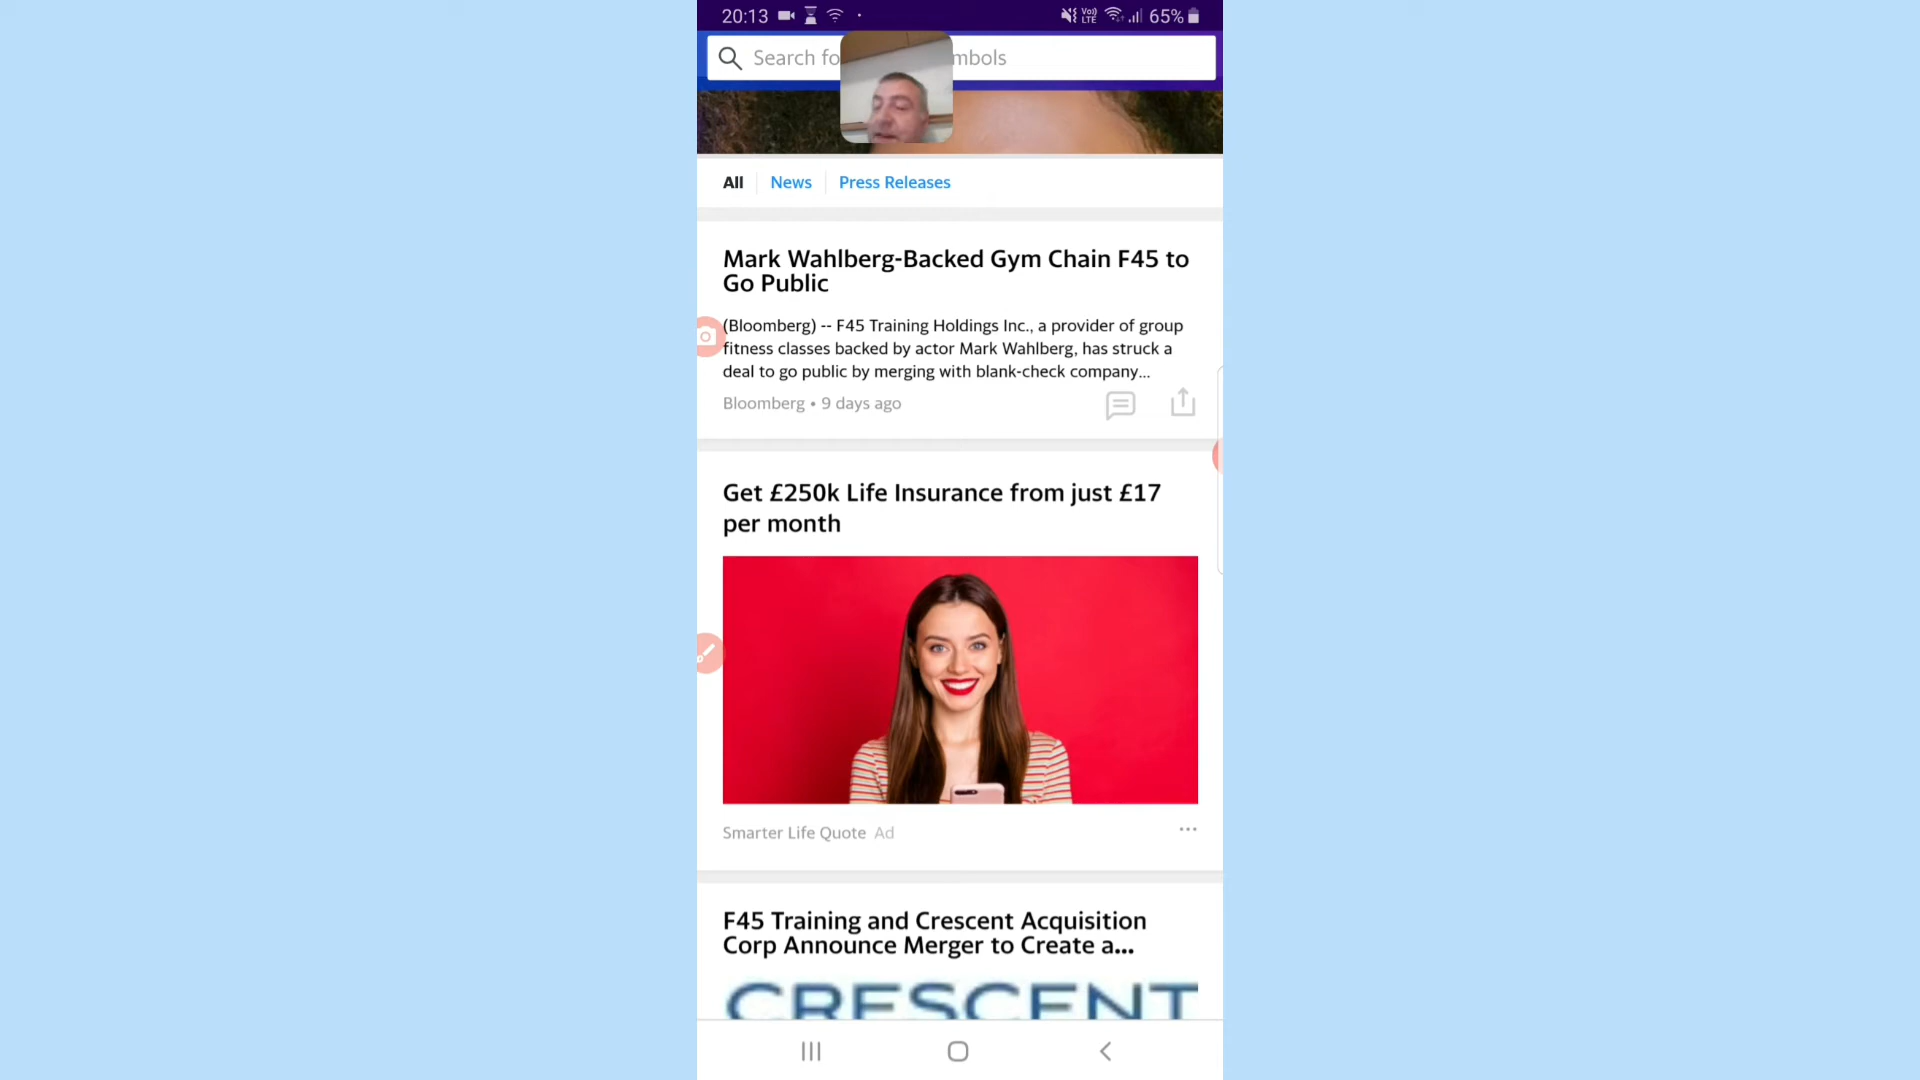 20:13
Vo) LTE 65%
Search fo mbols
All News Press Releases
Mark Wahlberg-Backed Gym Chain F45 to
Go Public
(Bloomberg) -- F45 Training Holdings Inc., a provider of group
fitness classes backed by actor Mark Wahlberg, has struck a
deal to go public by merging with blank-check company...
Bloomberg • 9 days ago
Get £250k Life Insurance from just £17
per month
Smarter Life Quote Ad
F45 Training and Crescent Acquisition
Corp Announce Merger to Create a...
CRESCENT